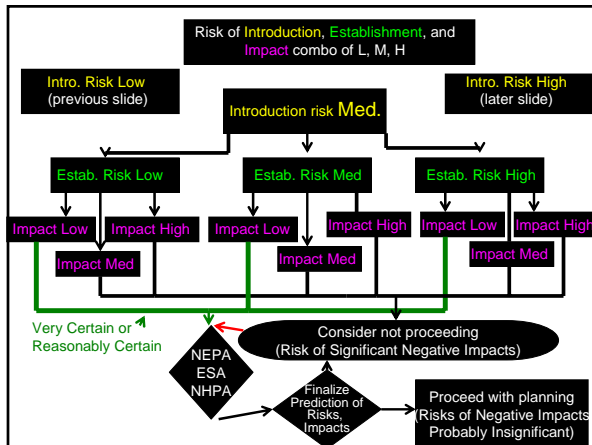 Risk of Introduction, Establishment, and
Impact combo of L, M, H
Intro. Risk Low
(previous slide)
Intro. Risk High
(later slide)
Introduction risk Med.
Estab. Risk Low
Estab. Risk Med
Estab. Risk High
Impact Low
Impact High
Impact Low
Impact High
Impact Low
Impact High
Impact Med
Impact Med
Impact Med
Very Certain or
Reasonably Certain
Consider not proceeding
(Risk of Significant Negative Impacts)
NEPA
ESA
NHPA
Finalize
Prediction of
Risks,
Impacts
Proceed with planning
(Risks of Negative Impacts
Probably Insignificant)